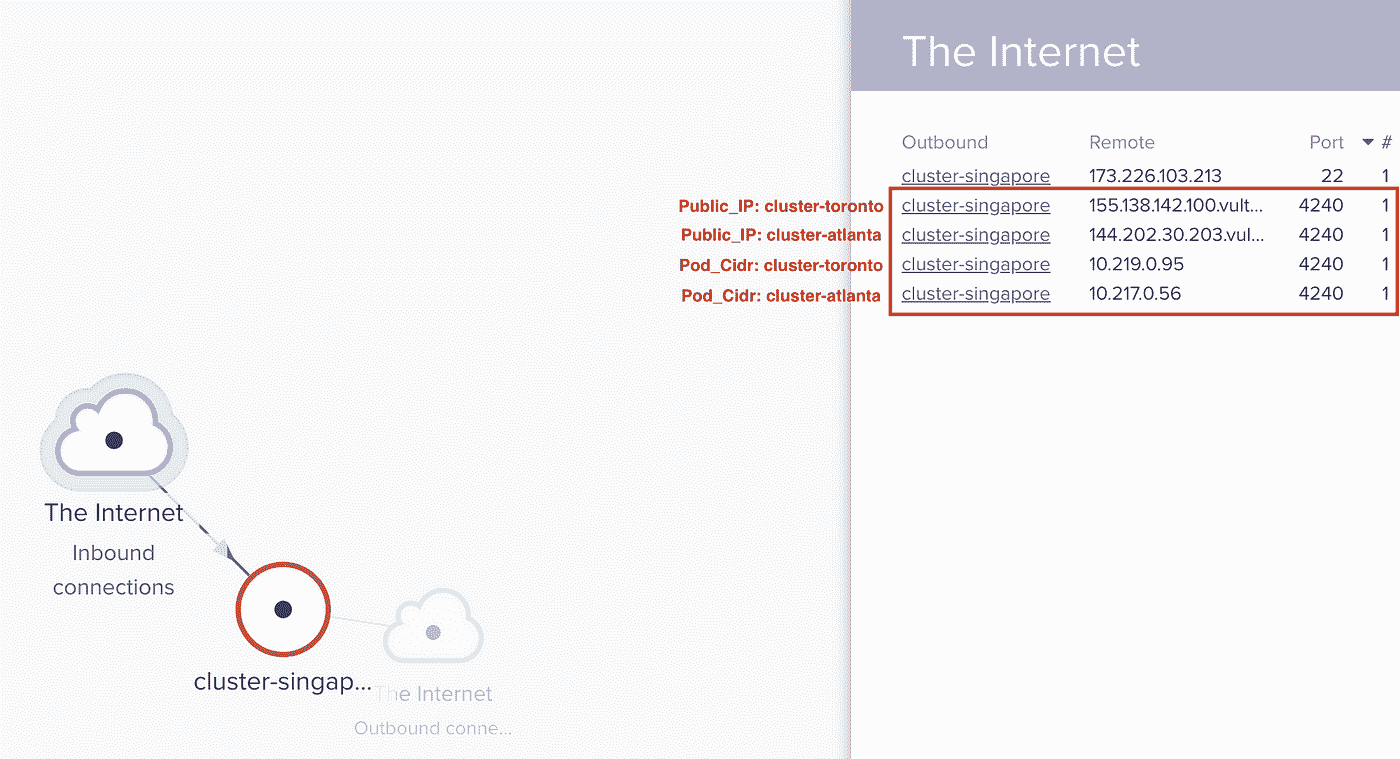 The Internet
Outbound Remote Port #
cluster-singapore 173.226.103.213 22 1
Public_IP: cluster-toronto cluster-singapore 155.138.142.100.vult... 4240 1
Public_IP: cluster-atlanta cluster-singapore 144.202.30.203.vul... 4240 1
Pod_Cidr: cluster-toronto cluster-singapore 10.219.0.95 4240 1
Pod_Cidr: cluster-atlanta cluster-singapore 10.217.0.56 4240 1
The Internet
Inbound
connections
cluster-singap...
The Internet
Outbound conne...